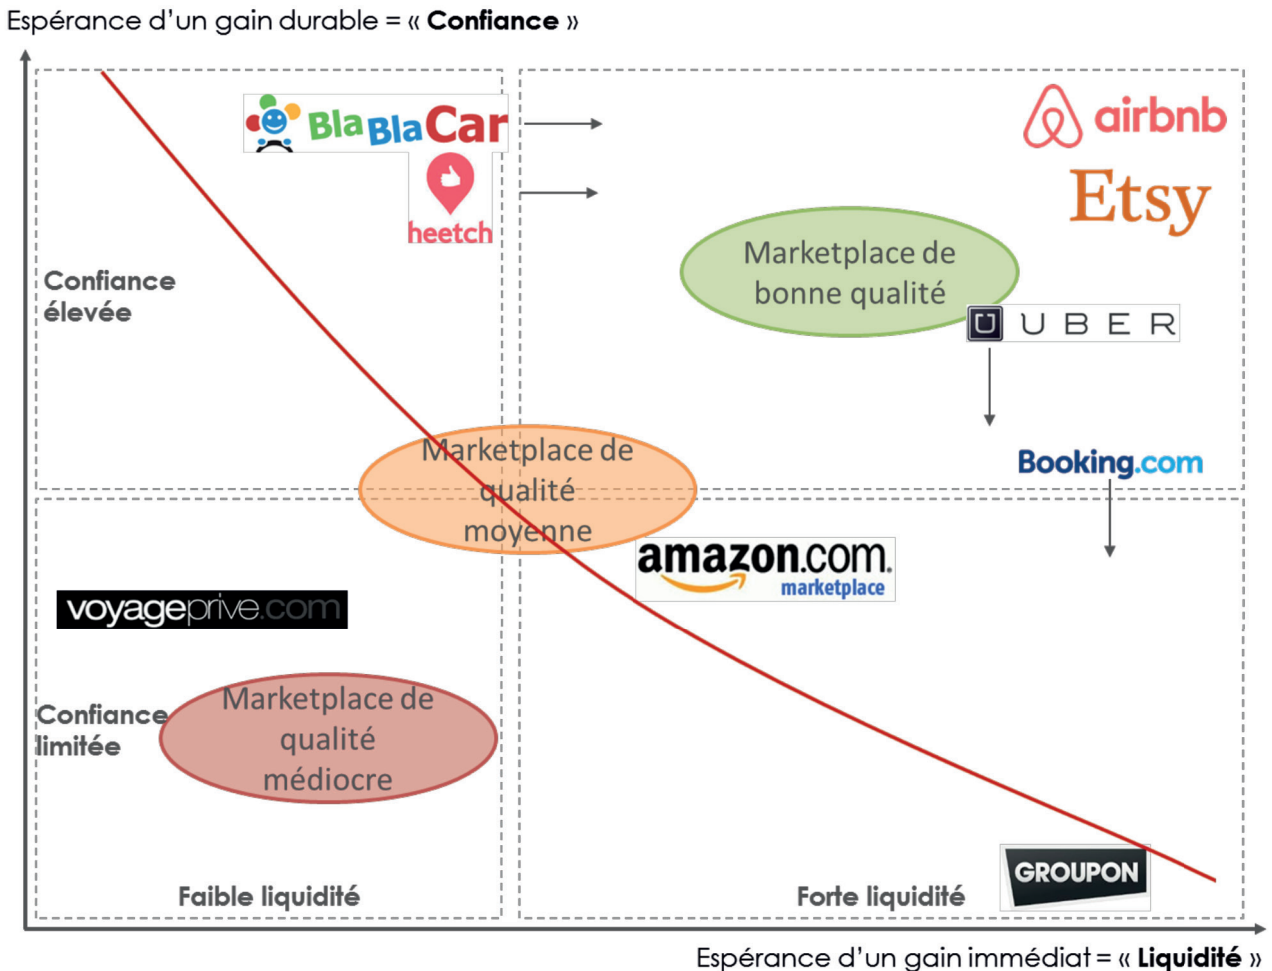 Espérance d’un gain durable = « Confiance »
BlaBlaCar
airbnb
heetch
Etsy
Marketplace de
bonne qualité
Confiance
élevée
U UBER
Marketplace de
qualité
moyenne
Booking.com
amazon.com.
marketplace
voyageprive.com
Marketplace de
qualité
médiocre
Confiance
limitée
GROUPON
Faible liquidité
Forte liquidité
Espérance d’un gain immédiat = « Liquidité »